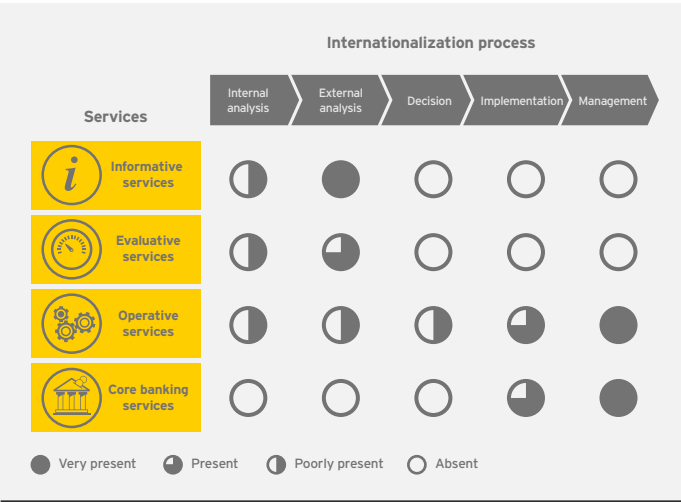 Internationalization process
Services
Internal
analysis
External
analysis
Decision
Implementation
Management
i
Informative
services
Evaluative
services
Operative
services
Core banking
services
Very present
Present
Poorly present
Absent